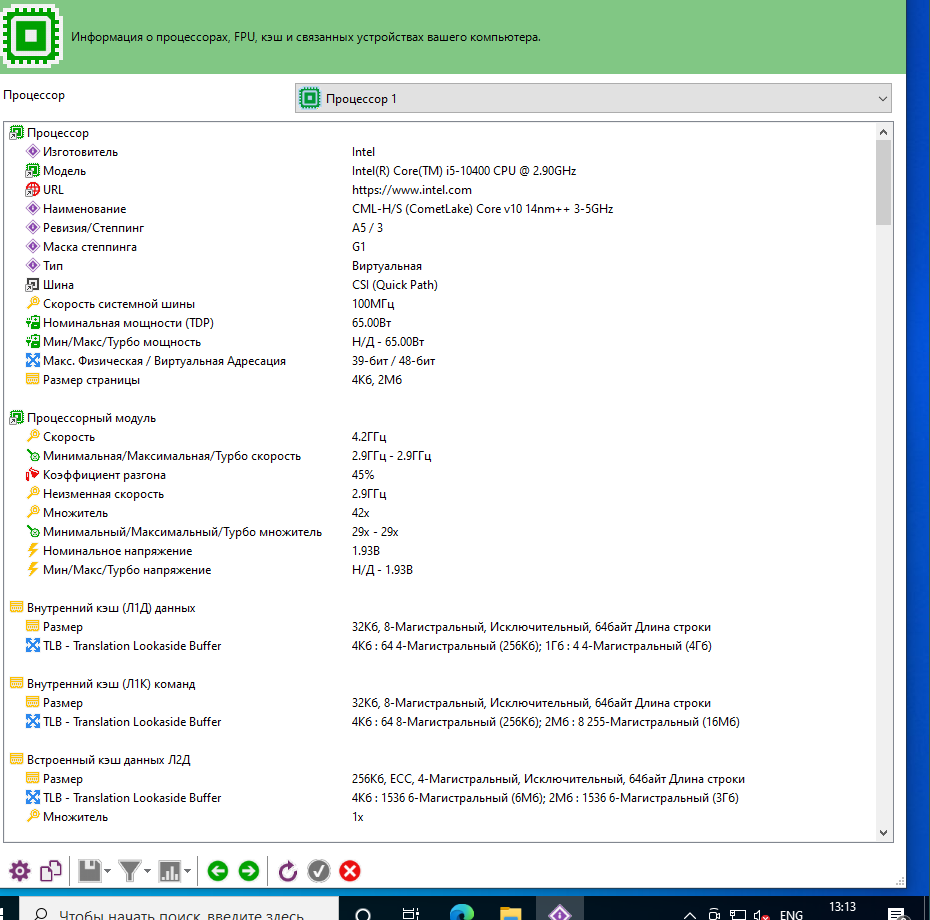 Информация о процессорах, FPU, кэш и связанных устройствах вашего компьютера.
Процессор Процессор 1
Процессор
Изготовитель Intel
Модель Intel(R) Core(TM) i5-10400 CPU @ 2.90GHz
URL https://www.intel.com
Наименование CML-H/S (CometLake) Core v10 14nm++ 3-5GHz
Ревизия/Степпинг A5 / 3
Маска степпинга G1
Тип Виртуальная
Шина CSI (Quick Path)
Скорость системной шины 100МГц
Номинальная мощности (TDP) 65.00Вт
Мин/Макс/Турбо мощность Н/Д - 65.00Вт
Макс. Физическая / Виртуальная Адресация 39-бит / 48-бит
Размер страницы 4Кб, 2Мб
Процессорный модуль
Скорость 4.2ГГц
Минимальная/Максимальная/Турбо скорость 2.9ГГц - 2.9ГГц
Коэффициент разгона 45%
Неизменная скорость 2.9ГГц
Множитель 42x
Минимальный/Максимальный/Турбо множитель 29x - 29x
Номинальное напряжение 1.93В
Мин/Макс/Турбо напряжение Н/Д - 1.93В
Внутренний кэш (Л1Д) данных
Размер 32Кб, 8-Магистральный, Исключительный, 64байт Длина строки
TLB - Translation Lookaside Buffer 4Кб : 64 4-Магистральный (256Кб); 1Гб : 4 4-Магистральный (4Гб)
Внутренний кэш (Л1К) команд
Размер 32Кб, 8-Магистральный, Исключительный, 64байт Длина строки
TLB - Translation Lookaside Buffer 4Кб : 64 8-Магистральный (256Кб); 2Мб : 8 255-Магистральный (16Мб)
Встроенный кэш данных Л2Д
Размер 256Кб, ECC, 4-Магистральный, Исключительный, 64байт Длина строки
TLB - Translation Lookaside Buffer 4Кб : 1536 6-Магистральный (6Мб); 2Мб : 1536 6-Магистральный (3Гб)
Множитель 1x
Чтобы начать поиск, введите здесь ENG 13:13